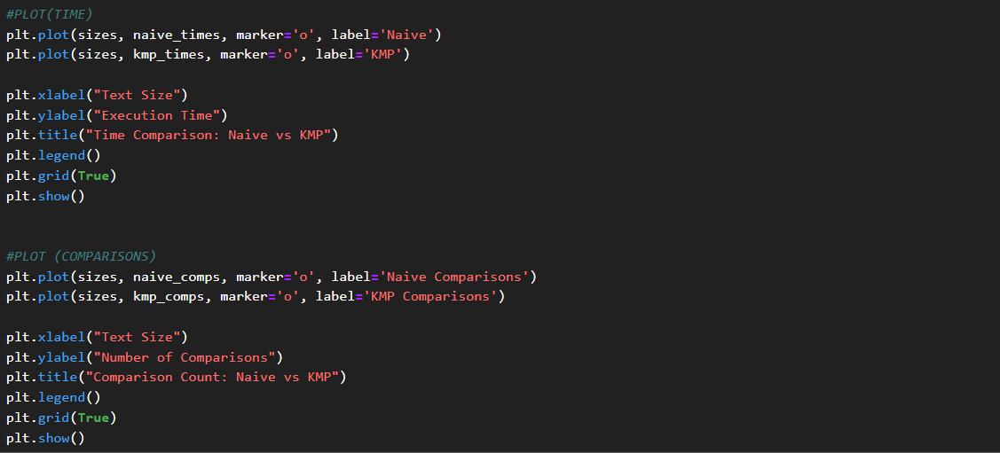 #PLOT(TIME)
plt.plot(sizes, naive_times, marker='o', label='Naive')
plt.plot(sizes, kmp_times, marker='o', label='KMP')
plt.xlabel("Text Size")
plt.ylabel("Execution Time")
plt.title("Time Comparison: Naive vs KMP")
plt.legend()
plt.grid(True)
plt.show()
#PLOT (COMPARISONS)
plt.plot(sizes, naive_comps, marker='o', label='Naive Comparisons')
plt.plot(sizes, kmp_comps, marker='o', label='KMP Comparisons')
plt.xlabel("Text Size")
plt.ylabel("Number of Comparisons")
plt.title("Comparison Count: Naive vs KMP")
plt.legend()
plt.grid(True)
plt.show()